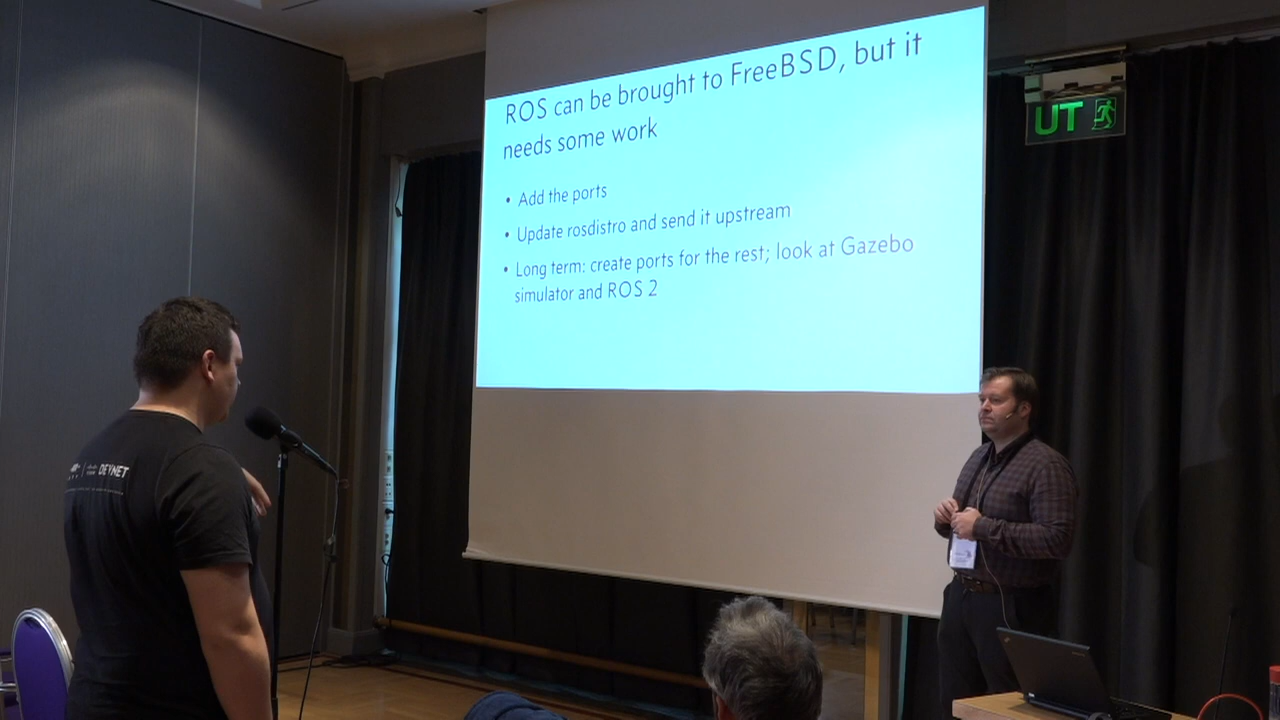 ROS can be brought to FreeBSD, but it
needs some work
• Add the ports
• Update rosdistro and send it upstream
• Long term: create ports for the rest; look at Gazebo
simulator and ROS 2
UT
DEVNET